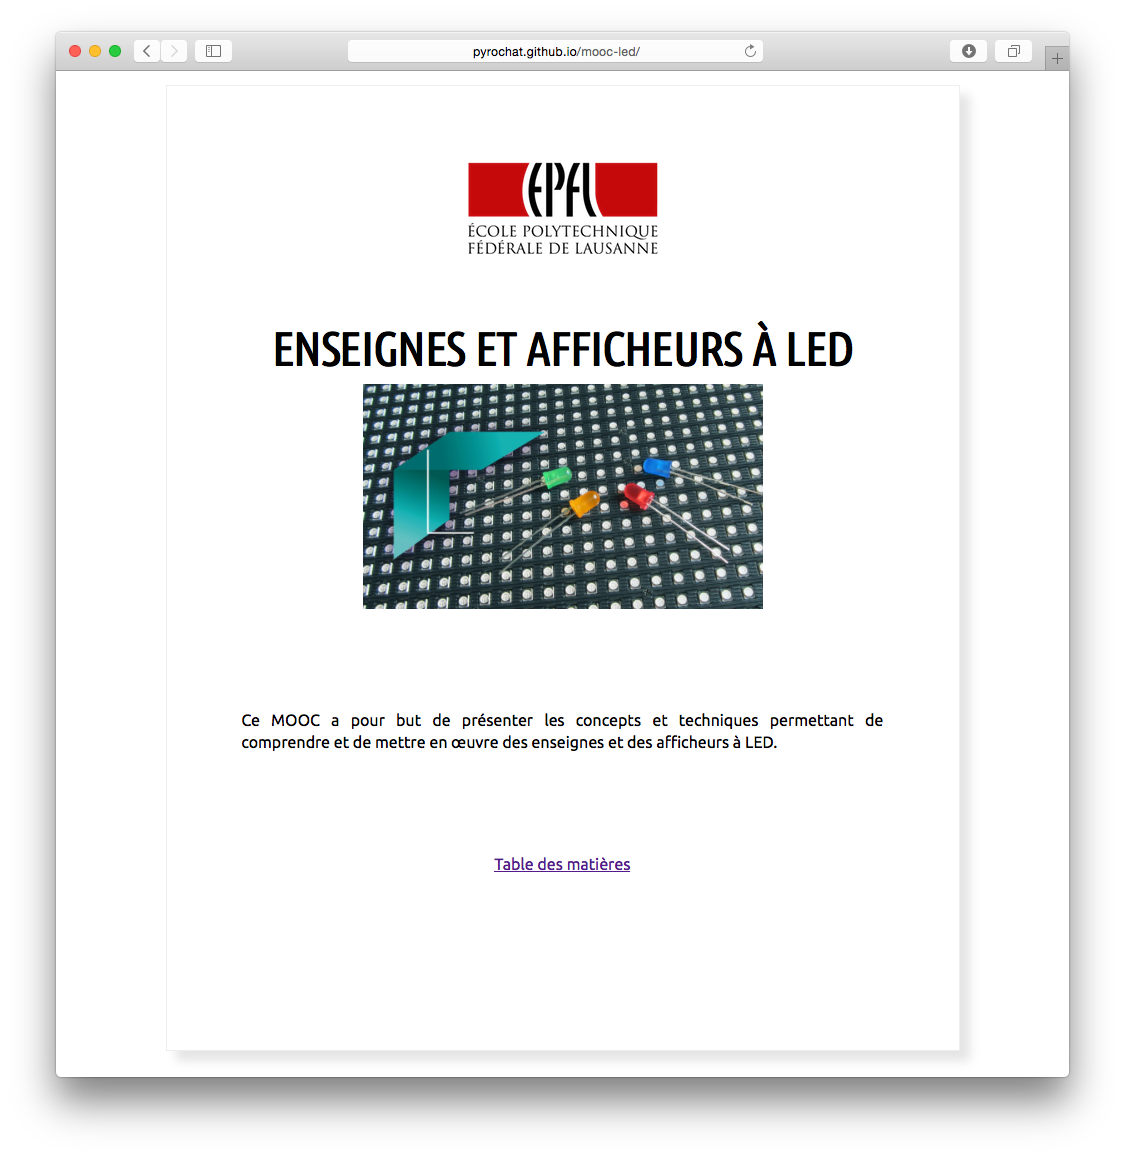 pyrochat.github.io/mooc-led/
EPFL
ÉCOLE POLYTECHNIQUE
FÉDÉRALE DE LAUSANNE
ENSEIGNES ET AFFICHEURS À LED
Ce MOOC a pour but de présenter les concepts et techniques permettant de
comprendre et de mettre en œuvre des enseignes et des afficheurs à LED.
Table des matières